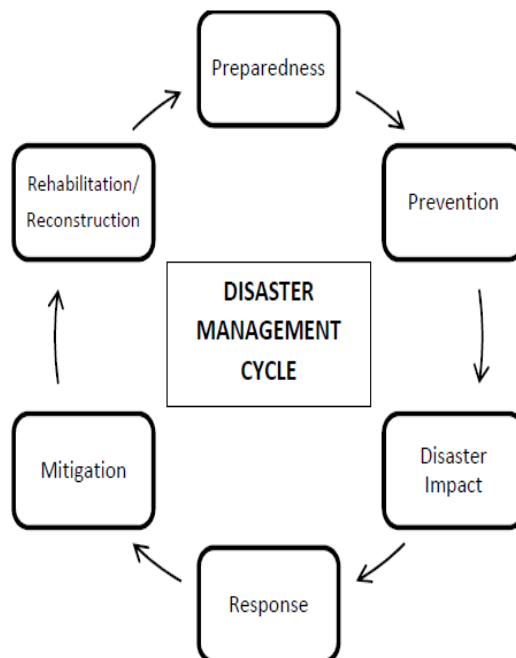 Preparedness
Rehabilitation/
Reconstruction
Prevention
DISASTER
MANAGEMENT
CYCLE
Mitigation
Disaster
Impact
Response